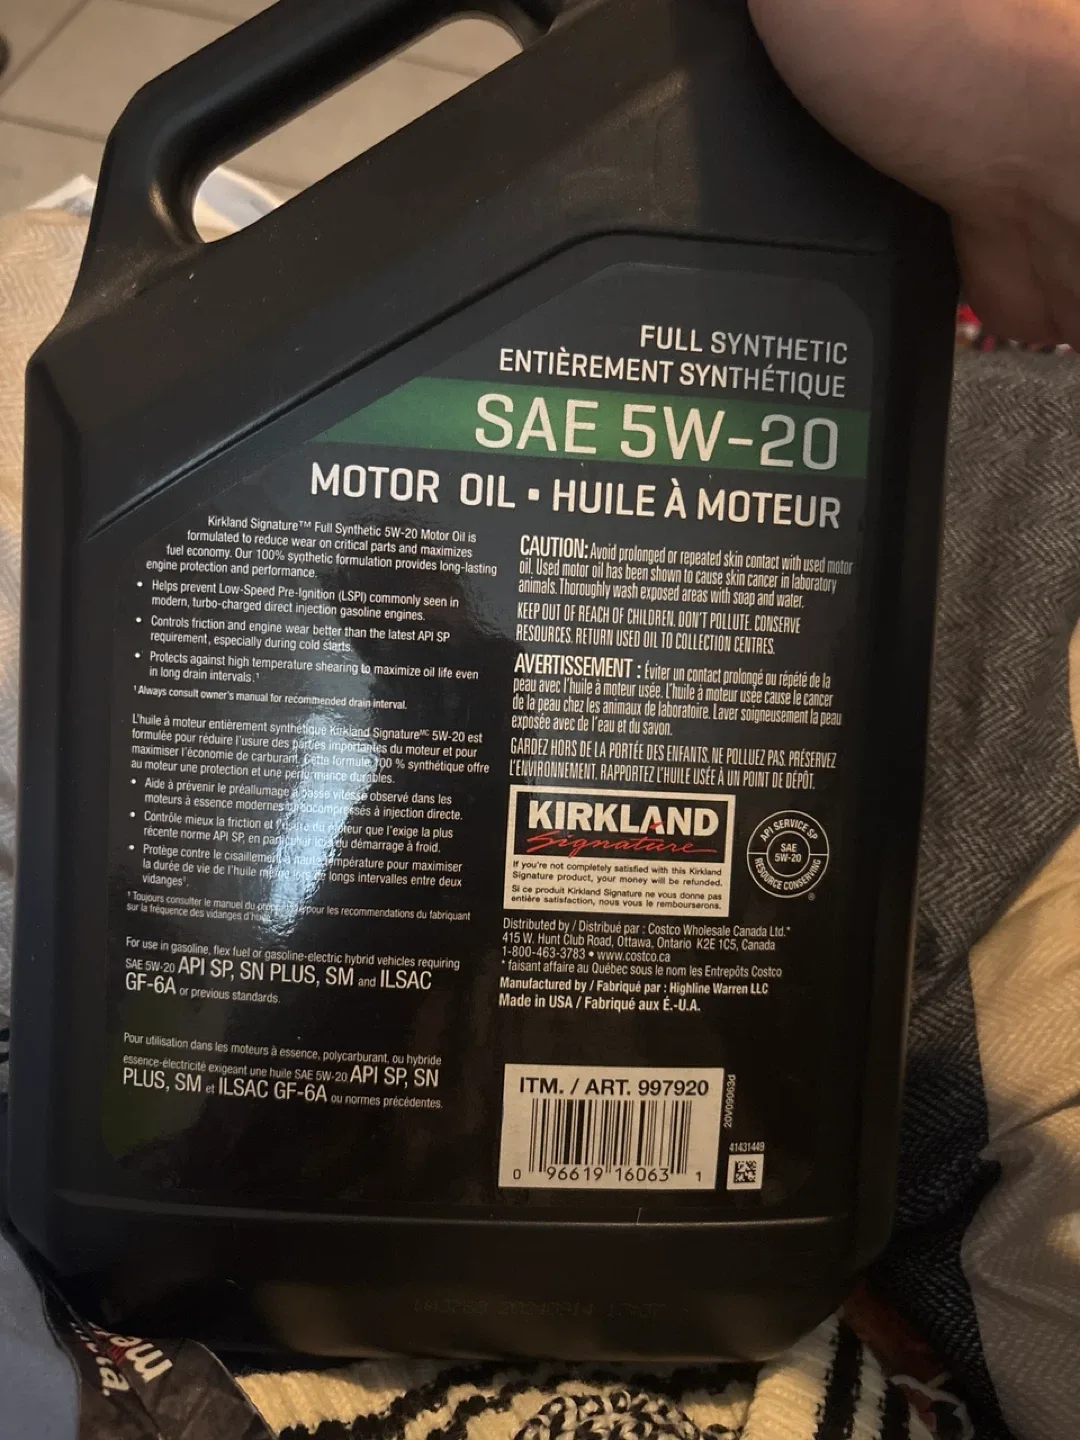 FULL SYNTHETIC
ENTIÈREMENT SYNTHÉTIQUE
SAE 5W-20
MOTOR OIL • HUILE À MOTEUR
Kirkland Signature™ Full Synthetic 5W-20 Motor Oil is
formulated to reduce wear on critical parts and maximizes
fuel economy. Our 100% synthetic formulation provides long-lasting
engine protection and performance.
• Helps prevent Low-Speed Pre-Ignition (LSPI) commonly seen in
modern, turbo-charged direct injection gasoline engines.
• Controls friction and engine wear better than the latest API SP
requirement, especially during cold starts.
• Protects against high temperature shearing to maximize oil life even
in long drain intervals.¹
¹ Always consult owner's manual for recommended drain interval.
L'huile à moteur entièrement synthétique Kirkland Signature ᴹᶜ 5W-20 est
formulée pour réduire l'usure des parties importantes du moteur et pour
maximiser l'économie de carburant. Cette formule 100 % synthétique offre
au moteur une protection et une performance durables.
• Aide à prévenir le préallumage à basse vitesse observé dans les
moteurs à essence modernes turbocompressés à injection directe.
• Contrôle mieux la friction et l'usure du moteur que l'exige la plus
récente norme API SP, en particulier lors du démarrage à froid.
• Protège contre le cisaillement à haute température pour maximiser
la durée de vie de l'huile même lors de longs intervalles entre deux
vidanges¹.
¹ Toujours consulter le manuel du pour les recommandations du fabriquant
sur la fréquence des vidanges d'huile.
For use in gasoline, flex fuel or gasoline-electric hybrid vehicles requiring
SAE 5W-20 API SP, SN PLUS, SM and ILSAC
GF-6A or previous standards.
Pour utilisation dans les moteurs à essence, polycarburant, ou hybride
essence-électricité exigeant une huile SAE 5W-20 API SP, SN
PLUS, SM et ILSAC GF-6A ou normes précédentes.
CAUTION: Avoid prolonged or repeated skin contact with used motor
oil. Used motor oil has been shown to cause skin cancer in laboratory
animals. Thoroughly wash exposed areas with soap and water.
KEEP OUT OF REACH OF CHILDREN. DON'T POLLUTE. CONSERVE
RESOURCES. RETURN USED OIL TO COLLECTION CENTRES.
AVERTISSEMENT : Éviter un contact prolongé ou répété de la
peau avec l'huile à moteur usée. L'huile à moteur usée cause le cancer
de la peau chez les animaux de laboratoire. Laver soigneusement la peau
exposée avec de l'eau et du savon.
GARDEZ HORS DE LA PORTÉE DES ENFANTS. NE POLLUEZ PAS. PRÉSERVEZ
L'ENVIRONNEMENT. RAPPORTEZ L'HUILE USÉE À UN POINT DE DÉPÔT.
KIRKLAND
Signature
If you're not completely satisfied with this Kirkland
Signature product, your money will be refunded.
Si ce produit Kirkland Signature ne vous donne pas
entière satisfaction, nous vous le rembourserons.
API SERVICE SP
SAE
5W-20
RESOURCE CONSERVING
®
Distributed by / Distribué par : Costco Wholesale Canada Ltd.*
415 W. Hunt Club Road, Ottawa, Ontario K2E 1C5, Canada
1-800-463-3783 • www.costco.ca
* faisant affaire au Québec sous le nom les Entrepôts Costco
Manufactured by / Fabriqué par : Highline Warren LLC
Made in USA / Fabriqué aux É.-U.A.
ITM. / ART. 997920
0 96619 16063 1
20V09063d
41431449